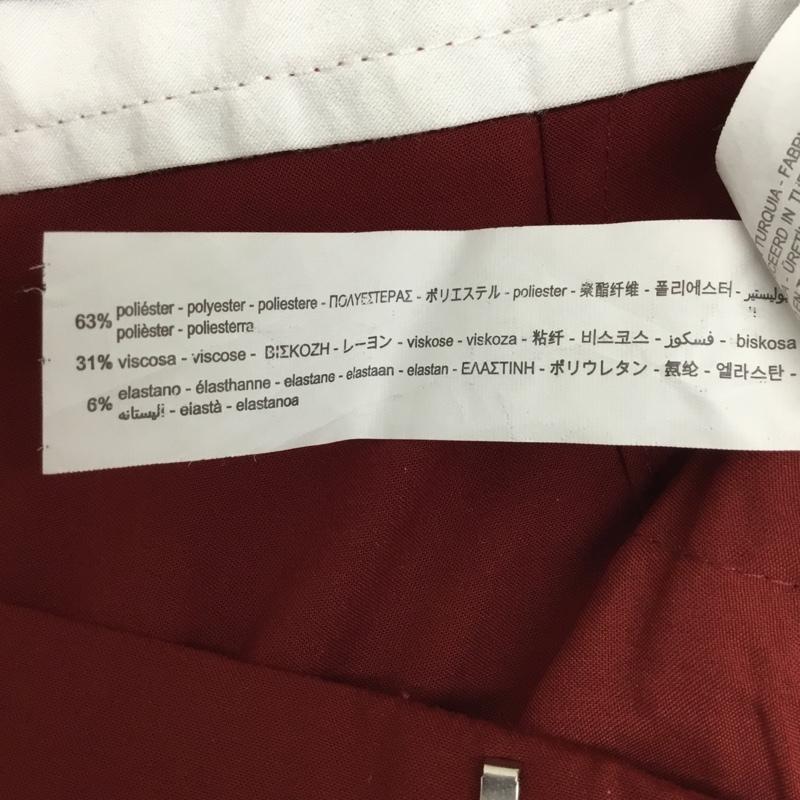 63% poliéster - polyester - poliestere - ΠΟΛΥΕΣΤΕΡΑΣ - ポリエステル - poliester - 聚酯纤维 - 폴리에스터 - بوليستير
polièster - poliesterra
31% viscosa - viscose - ΒΙΣΚΟΖΗ - レーヨン - viskose - viskoza - 粘纤 - 비스코스 - فسكوز - biskosa
6% elastano - élasthanne - elastane - elastaan - elastan - ΕΛΑΣΤΙΝΗ - ポリウレタン - 氨纶 - 엘라스탄 -
اليستانه - elastà - elastanoa
TURQUIA - FABR